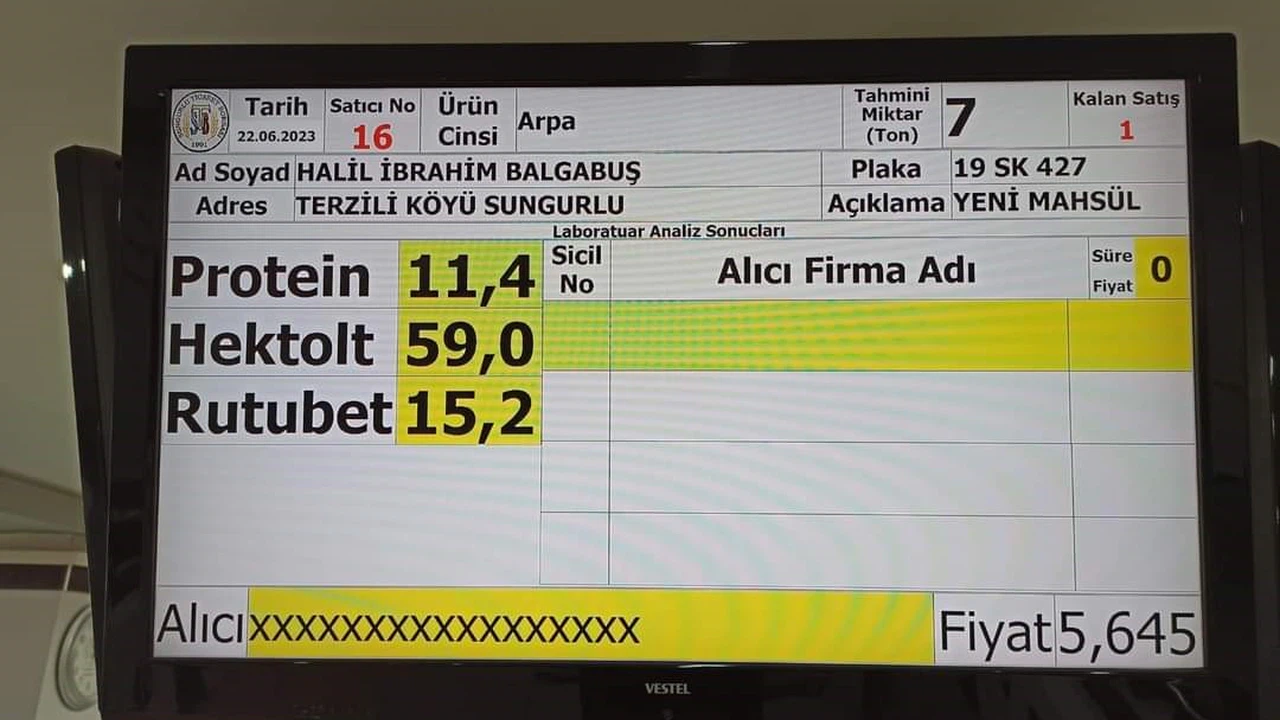 Tarih
22.06.2023
Satıcı No
16
Ürün
Cinsi
Arpa
Tahmini
Miktar
(Ton)
7
Kalan Satış
1
Ad Soyad HALİL İBRAHİM BALGABUŞ
Plaka 19 SK 427
Adres TERZİLİ KÖYÜ SUNGURLU
Açıklama YENİ MAHSÜL
Laboratuar Analiz Sonucları
Protein 11,4
Hektolt 59,0
Rutubet 15,2
Sicil
No
Alıcı Firma Adı
Süre
Fiyat
0
Alıcı xxxxxxxxxxxxxxxxxx
Fiyat 5,645
VESTEL